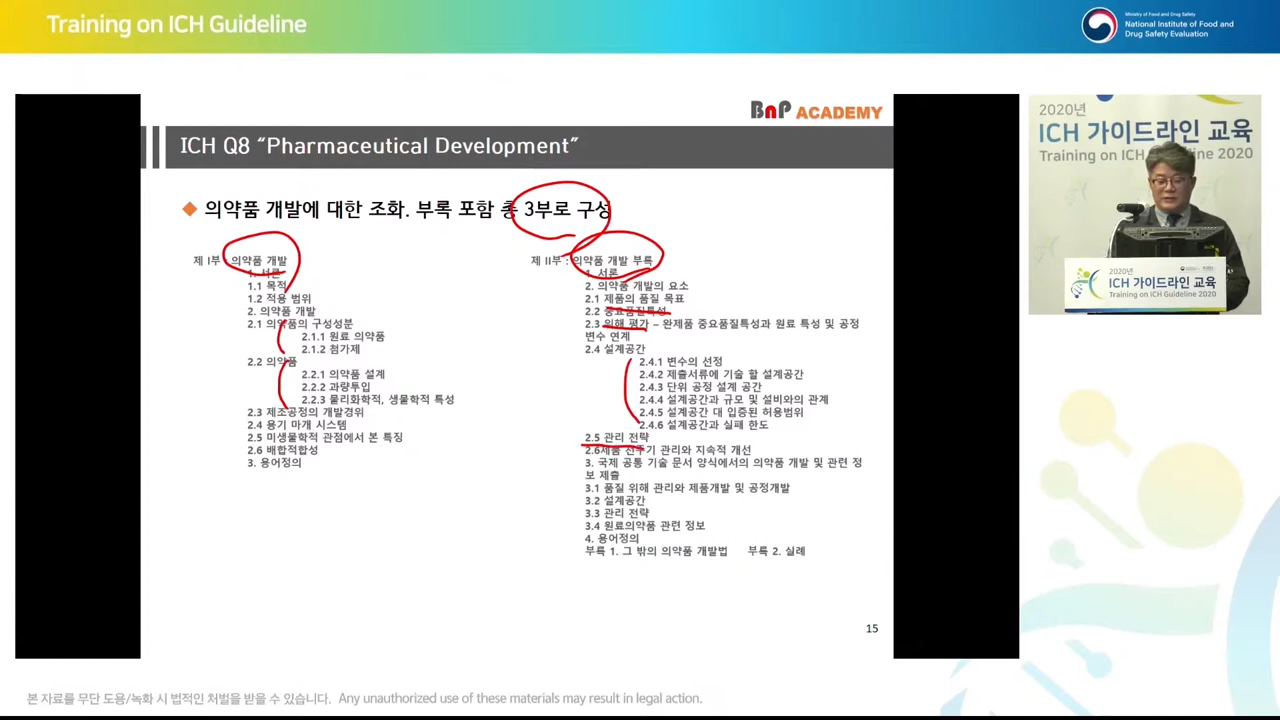 Training on ICH Guideline
Ministry of Food and Drug Safety
National Institute of Food and
Drug Safety Evaluation
BnP ACADEMY
ICH Q8 “Pharmaceutical Development”
의약품 개발에 대한 조화. 부록 포함 총 3부로 구성
제 I부 : 의약품 개발
1. 서론
1.1 목적
1.2 적용 범위
2. 의약품 개발
2.1 의약품의 구성성분
2.1.1 원료 의약품
2.1.2 첨가제
2.2 의약품
2.2.1 의약품 설계
2.2.2 과량투입
2.2.3 물리화학적, 생물학적 특성
2.3 제조공정의 개발경위
2.4 용기 마개 시스템
2.5 미생물학적 관점에서 본 특징
2.6 배합적합성
3. 용어정의
제 II부 : 의약품 개발 부록
1. 서론
2. 의약품 개발의 요소
2.1 제품의 품질 목표
2.2 중요품질특성
2.3 위해 평가 – 완제품 중요품질특성과 원료 특성 및 공정
변수 연계
2.4 설계공간
2.4.1 변수의 선정
2.4.2 제출서류에 기술 할 설계공간
2.4.3 단위 공정 설계 공간
2.4.4 설계공간과 규모 및 설비와의 관계
2.4.5 설계공간 대 입증된 허용범위
2.4.6 설계공간과 실패 한도
2.5 관리 전략
2.6제품 전주기 관리와 지속적 개선
3. 국제 공통 기술 문서 양식에서의 의약품 개발 및 관련 정
보 제출
3.1 품질 위해 관리와 제품개발 및 공정개발
3.2 설계공간
3.3 관리 전략
3.4 원료의약품 관련 정보
4. 용어정의
부록 1. 그 밖의 의약품 개발법 부록 2. 실례
15
2020년
ICH 가이드라인 교육
Training on ICH Guideline 2020
2020년
ICH 가이드라인 교육
Training on ICH Guideline 2020
본 자료를 무단 도용/녹화 시 법적인 처벌을 받을 수 있습니다. Any unauthorized use of these materials may result in legal action.